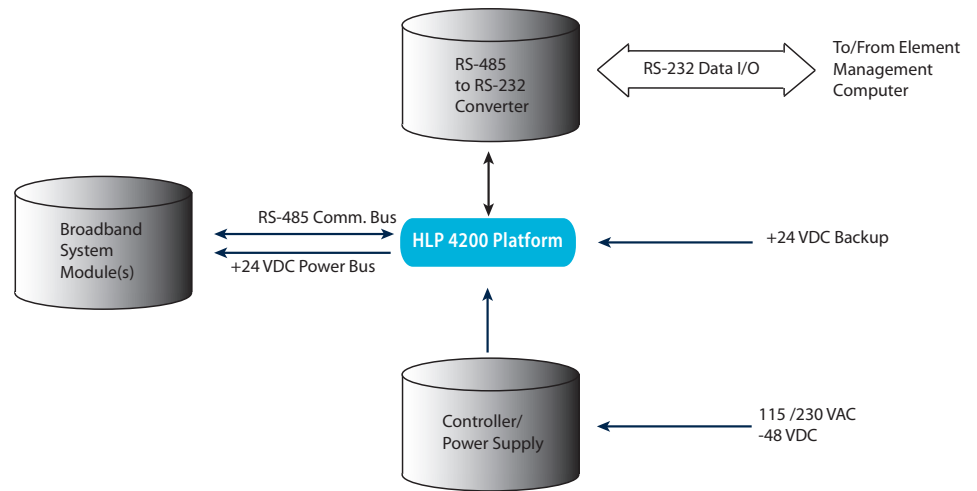 RS-485
to RS-232
Converter
RS-232 Data I/O
To/From Element
Management
Computer
Broadband
System
Module(s)
RS-485 Comm. Bus
+24 VDC Power Bus
HLP 4200 Platform
+24 VDC Backup
Controller/
Power Supply
115 /230 VAC
-48 VDC